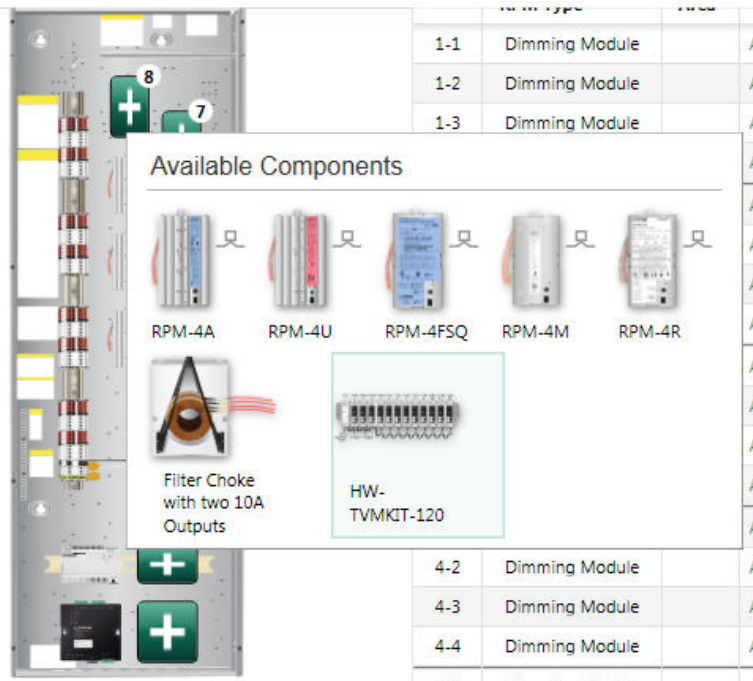 1-1 Dimming Module
1-2 Dimming Module
1-3 Dimming Module
8
7
Available Components
RPM-4A RPM-4U RPM-4FSQ RPM-4M RPM-4R
Filter Choke
with two 10A
Outputs
HW-
TVMKIT-120
4-2 Dimming Module
4-3 Dimming Module
4-4 Dimming Module